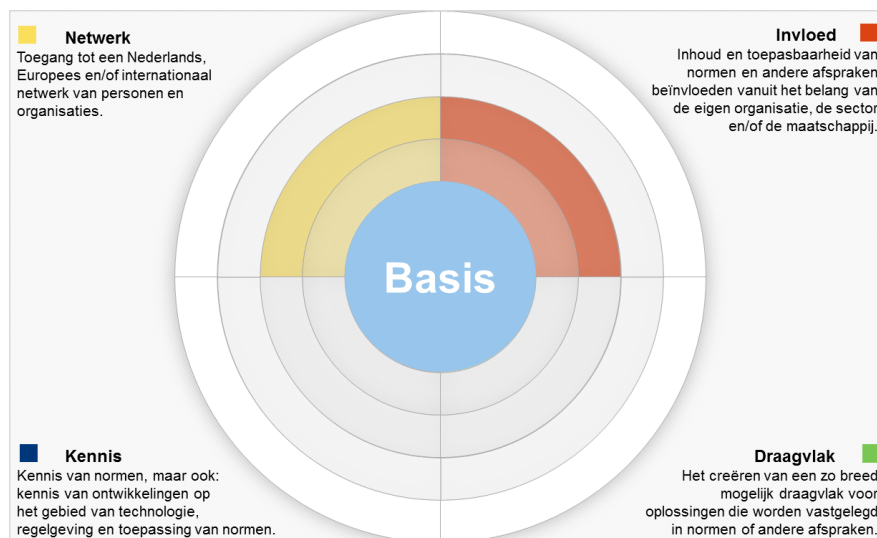 Netwerk
Toegang tot een Nederlands,
Europees en/of internationaal
netwerk van personen en
organisaties.
Invloed
Inhoud en toepasbaarheid van
normen en andere afspraken
beïnvloeden vanuit het belang van
de eigen organisatie, de sector
en/of de maatschappij.
Basis
Kennis
Kennis van normen, maar ook:
kennis van ontwikkelingen op
het gebied van technologie,
regelgeving en toepassing van normen.
Draagvlak
Het creëren van een zo breed
mogelijk draagvlak voor
oplossingen die worden vastgelegd
in normen of andere afspraken.